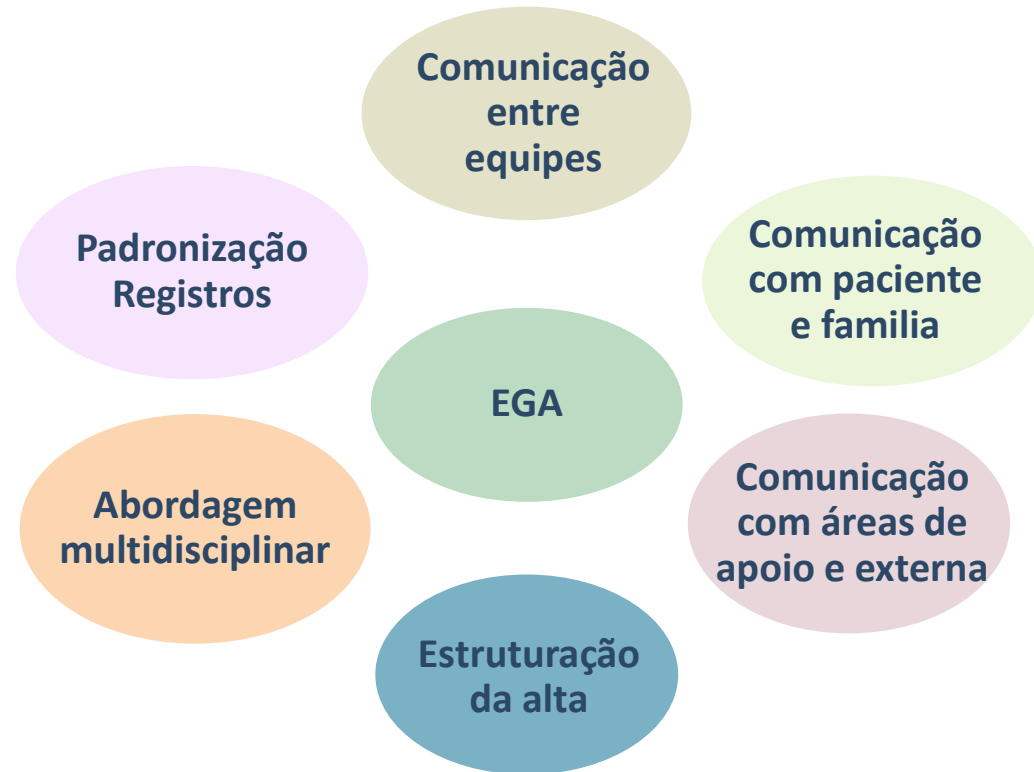 Comunicação
entre
equipes
Padronização
Registros
Comunicação
com paciente
e familia
EGA
Abordagem
multidisciplinar
Comunicação
com áreas de
apoio e externa
Estruturação
da alta